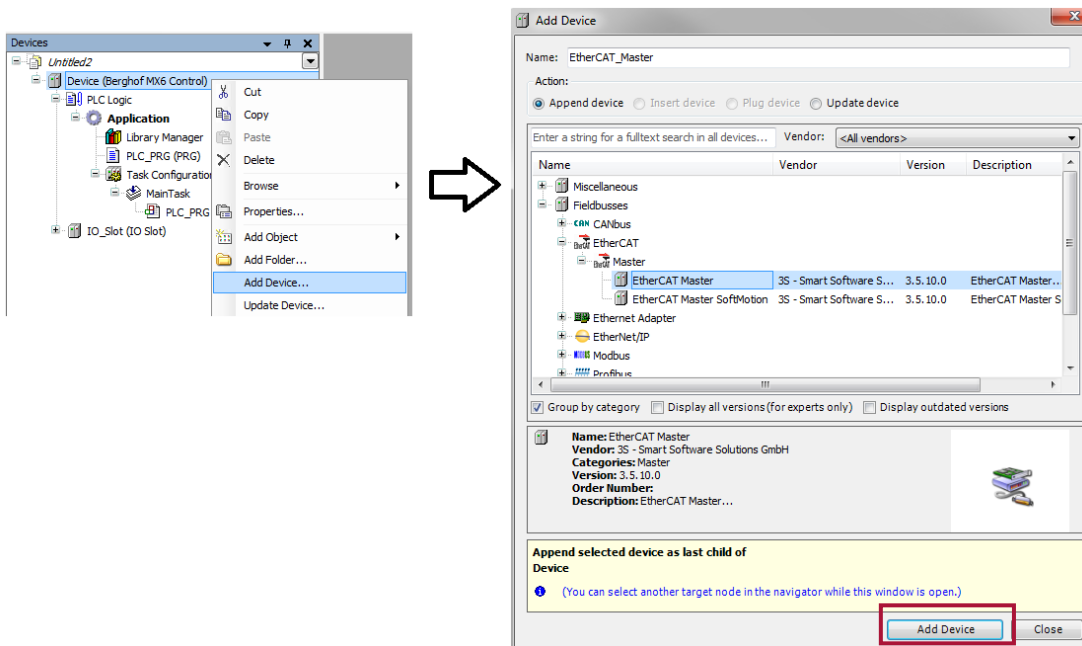 Devices
Untitled2
Device (Berghof MX6 Control)
PLC Logic
Application
Library Manager
PLC_PRG (PRG)
Task Configuration
MainTask
PLC_PRG
IO_Slot (IO Slot)
Cut
Copy
Paste
Delete
Browse
Properties...
Add Object
Add Folder...
Add Device...
Update Device...
Add Device
Name: EtherCAT_Master
Action:
Append device Insert device Plug device Update device
Enter a string for a fulltext search in all devices... Vendor: <All vendors>
Name Vendor Version Description
Miscellaneous
Fieldbusses
CAN CANbus
EtherCAT
Master
EtherCAT Master 3S - Smart Software S... 3.5.10.0 EtherCAT Master...
EtherCAT Master SoftMotion 3S - Smart Software S... 3.5.10.0 EtherCAT Master S
Ethernet Adapter
EtherNet/IP
Modbus
Profibus
Group by category Display all versions (for experts only) Display outdated versions
Name: EtherCAT Master
Vendor: 3S - Smart Software Solutions GmbH
Categories: Master
Version: 3.5.10.0
Order Number:
Description: EtherCAT Master...
Append selected device as last child of
Device
(You can select another target node in the navigator while this window is open.)
Add Device Close